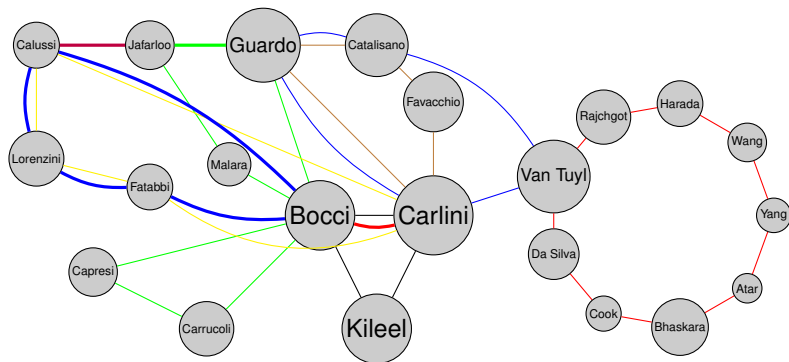 Calussi
Jafarloo
Guardo
Catalisano
Favacchio
Rajchgot
Harada
Wang
Lorenzini
Malara
Fatabbi
Van Tuyl
Bocci
Carlini
Yang
Da Silva
Capresi
Atar
Carrucoli
Kileel
Cook
Bhaskara